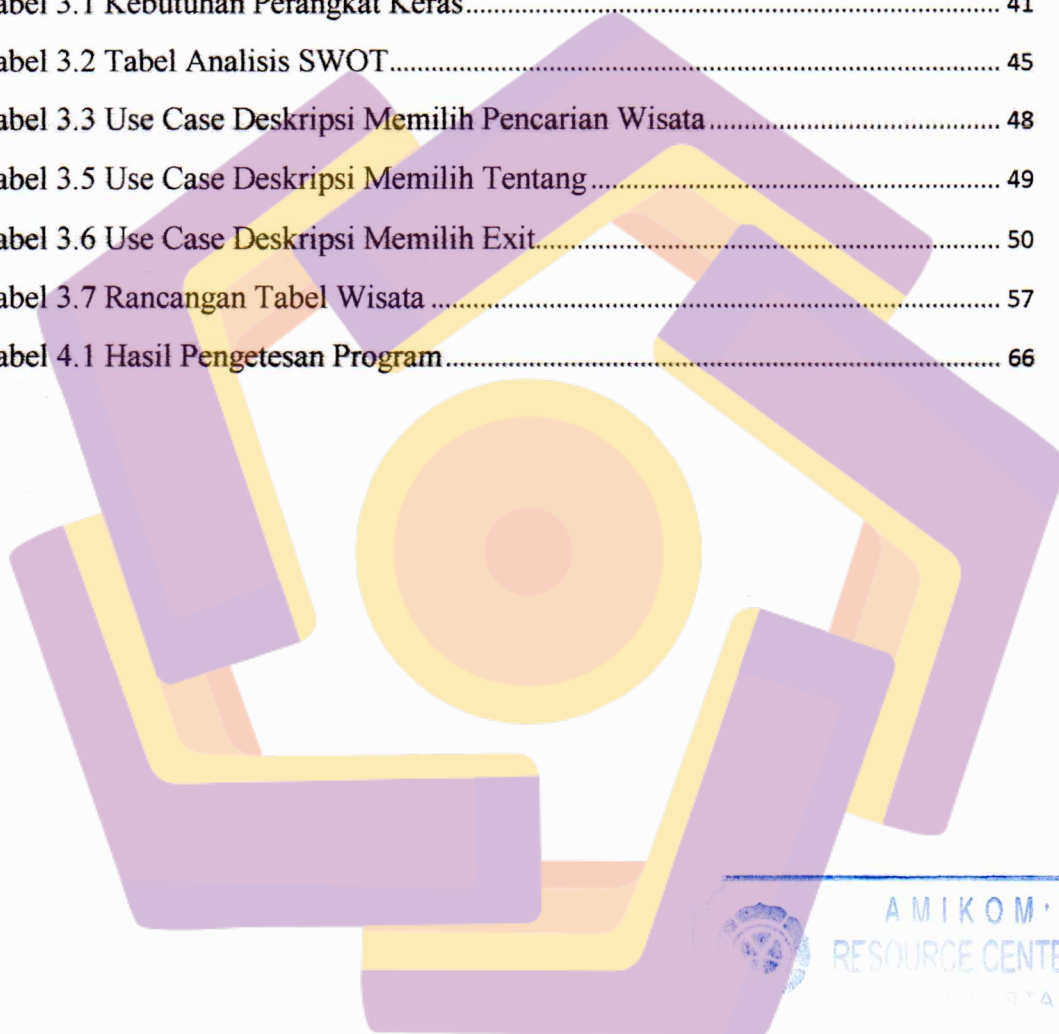 abel 3.1 Kebutuhan Perangkat Keras........................................................ 41
abel 3.2 Tabel Analisis SWOT........................................................ 45
abel 3.3 Use Case Deskripsi Memilih Pencarian Wisata........................................ 48
abel 3.5 Use Case Deskripsi Memilih Tentang........................................ 49
abel 3.6 Use Case Deskripsi Memilih Exit........................................ 50
abel 3.7 Rancangan Tabel Wisata........................................ 57
abel 4.1 Hasil Pengetesan Program........................................ 66
AMIKOM
RESOURCE CENTE